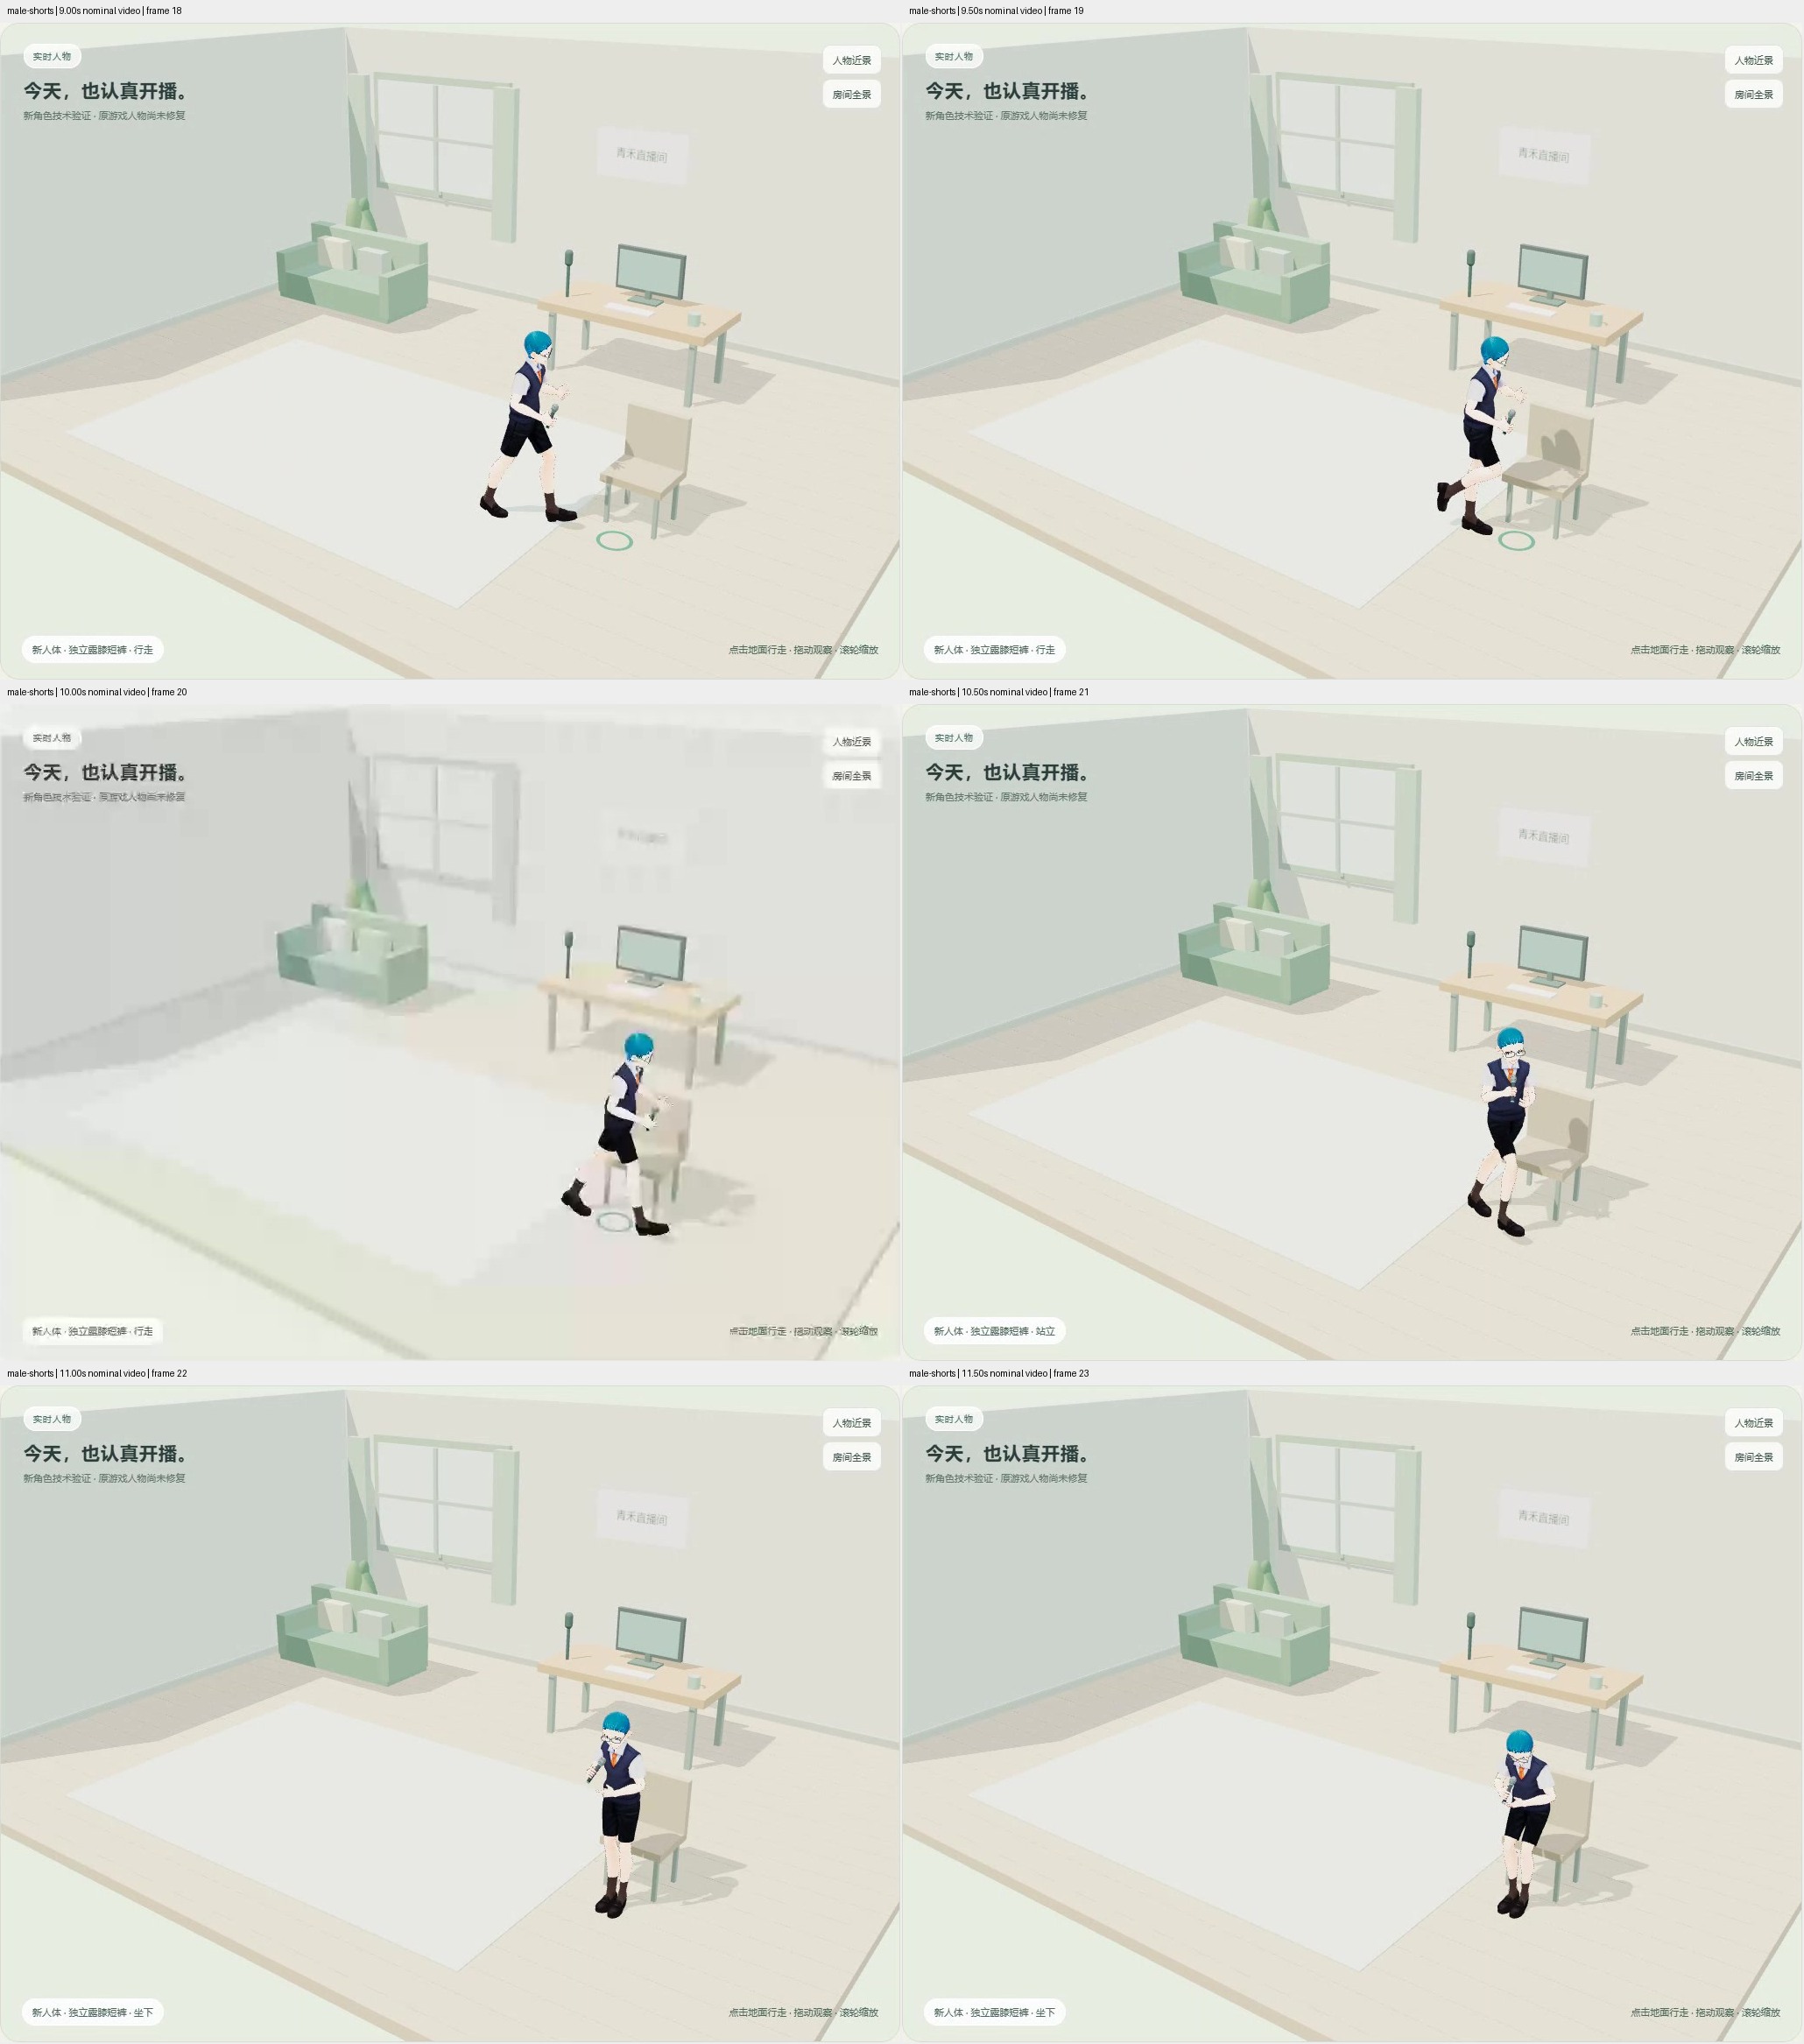 male-shorts | 9.00s nominal video | frame 18
实时人物
今天，也认真开播。
新角色技术验证 · 原游戏人物尚未修复
人物近景
房间全景
青禾直播间
新人体 · 独立露膝短裤 · 行走
点击地面行走 · 拖动观察 · 滚轮缩放
male-shorts | 9.50s nominal video | frame 19
实时人物
今天，也认真开播。
新角色技术验证 · 原游戏人物尚未修复
人物近景
房间全景
青禾直播间
新人体 · 独立露膝短裤 · 行走
点击地面行走 · 拖动观察 · 滚轮缩放
male-shorts | 10.00s nominal video | frame 20
实时人物
今天，也认真开播。
新角色技术验证 · 原游戏人物尚未修复
人物近景
房间全景
新人体 · 独立露膝短裤 · 行走
点击地面行走 · 拖动观察 · 滚轮缩放
male-shorts | 10.50s nominal video | frame 21
实时人物
今天，也认真开播。
新角色技术验证 · 原游戏人物尚未修复
人物近景
房间全景
青禾直播间
新人体 · 独立露膝短裤 · 站立
点击地面行走 · 拖动观察 · 滚轮缩放
male-shorts | 11.00s nominal video | frame 22
实时人物
今天，也认真开播。
新角色技术验证 · 原游戏人物尚未修复
人物近景
房间全景
青禾直播间
新人体 · 独立露膝短裤 · 坐下
点击地面行走 · 拖动观察 · 滚轮缩放
male-shorts | 11.50s nominal video | frame 23
实时人物
今天，也认真开播。
新角色技术验证 · 原游戏人物尚未修复
人物近景
房间全景
青禾直播间
新人体 · 独立露膝短裤 · 坐下
点击地面行走 · 拖动观察 · 滚轮缩放